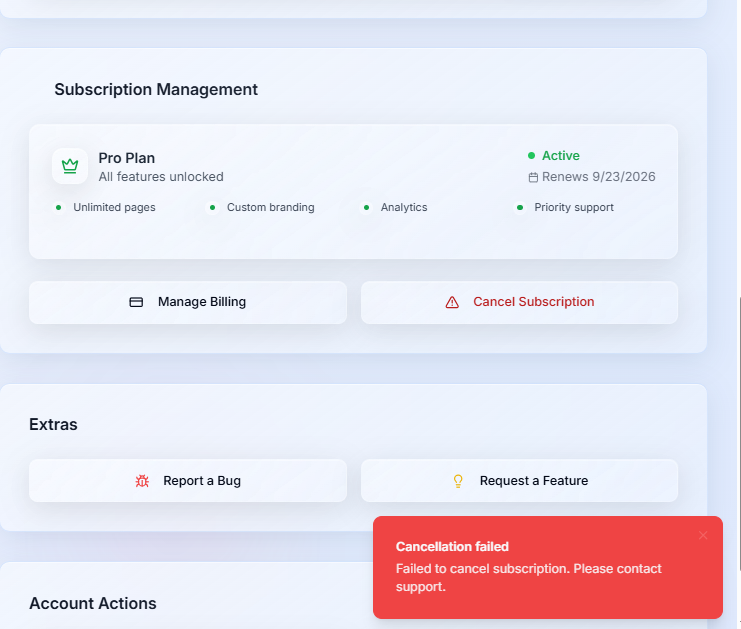 Subscription Management
Pro Plan
All features unlocked
Active
Renews 9/23/2026
Unlimited pages
Custom branding
Analytics
Priority support
Manage Billing
Cancel Subscription
Extras
Report a Bug
Request a Feature
Cancellation failed
Failed to cancel subscription. Please contact
support.
Account Actions